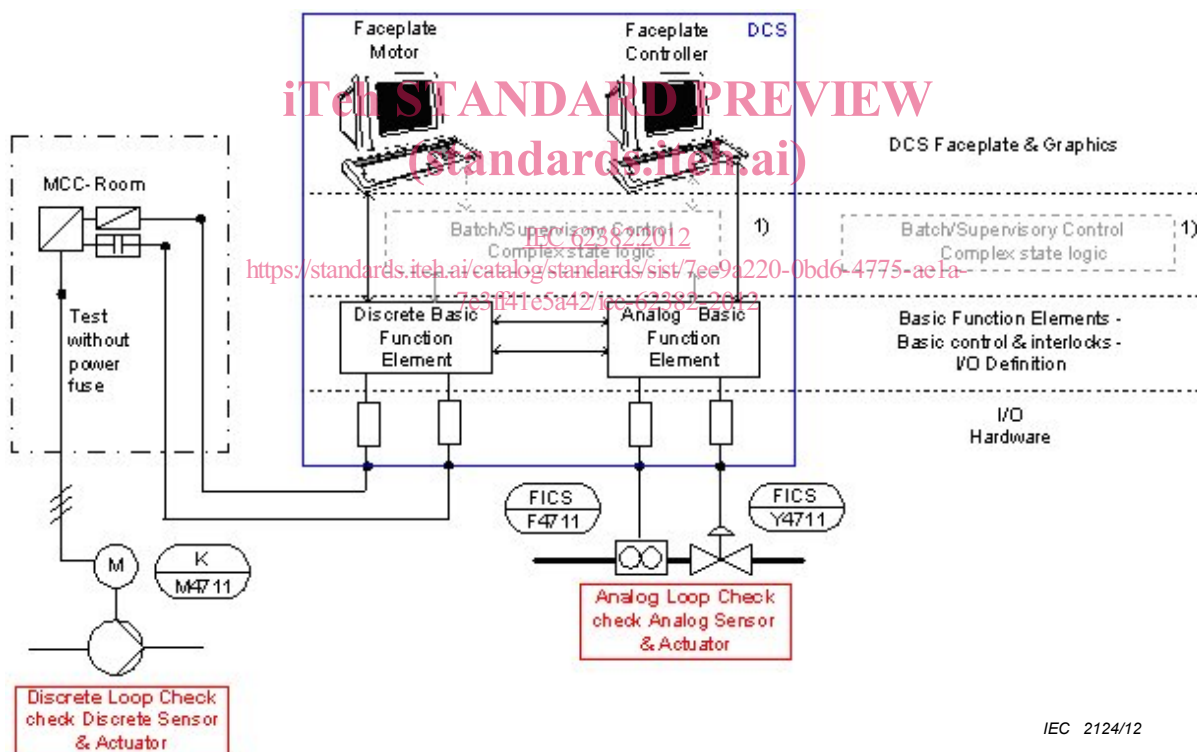 Faceplate
Motor
Faceplate
Controller
DCS
iTeh STANDARD PREVIEW
(standards.iteh.ai)
DCS Faceplate & Graphics
MCC-Room
Batch/Supervisory Control
Complex state logic
1)
Batch/Supervisory Control
Complex state logic
1)
IEC 62382:2012
https://standards.iteh.ai/catalog/standards/sist/7ee9a220-0bd6-4775-ae1a-
7e3ff41e5a42/iec-62382-2012
Test
without
power
fuse
Discrete Basic
Function
Element
Analog Basic
Function
Element
Basic Function Elements -
Basic control & interlocks -
I/O Definition
I/O
Hardware
FICS
F4711
FICS
Y4711
M
K
M4711
Analog Loop Check
check Analog Sensor
& Actuator
Discrete Loop Check
check Discrete Sensor
& Actuator
IEC 2124/12